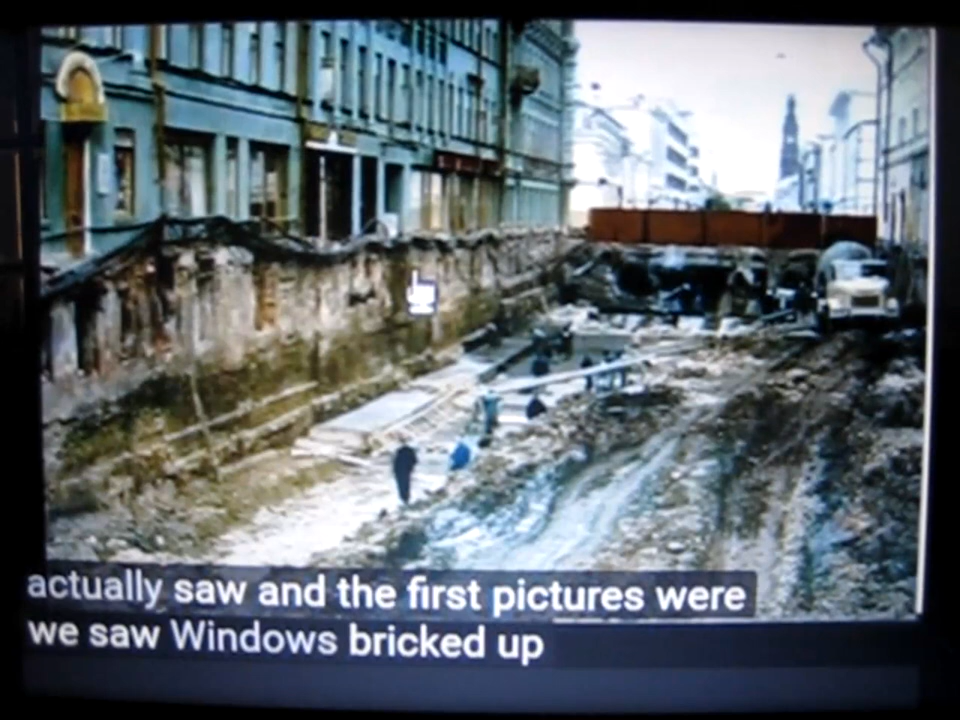 actually saw and the first pictures were
we saw Windows bricked up